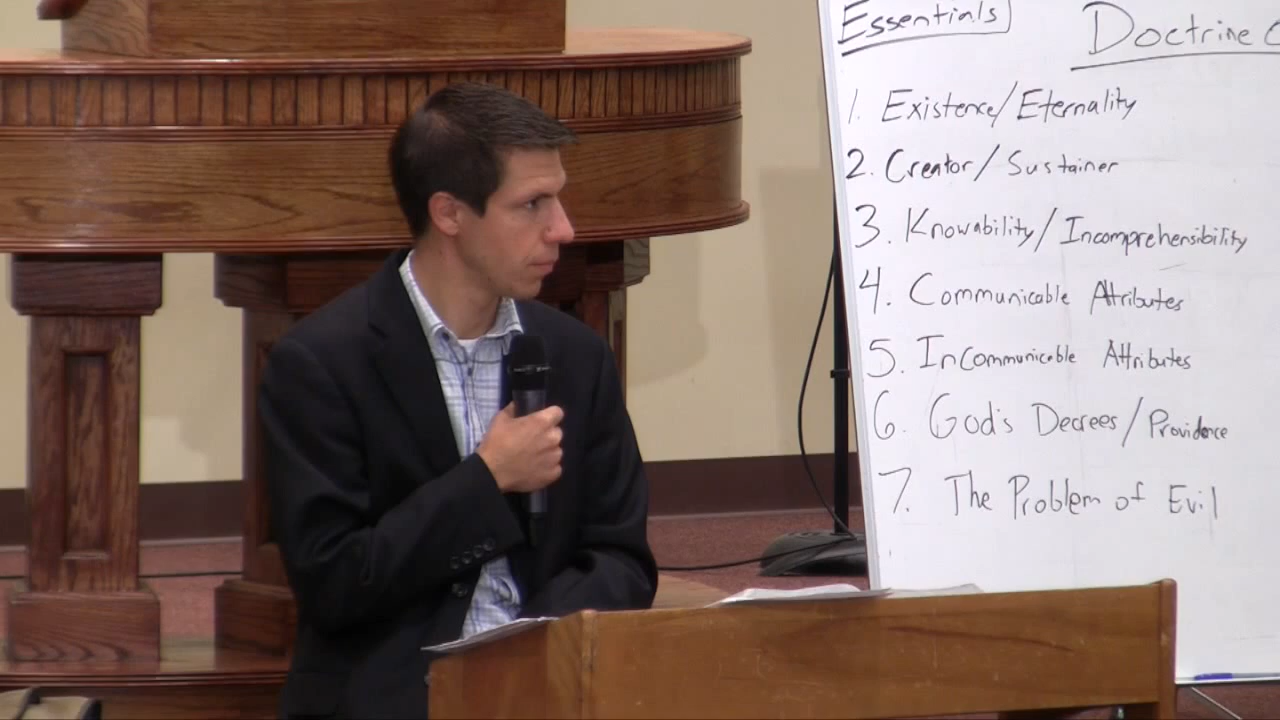 Essentials
Doctrine
1. Existence/Eternality
2. Creator/Sustainer
3. Knowability/Incomprehensibility
4. Communicable Attributes
5. InCommunicable Attributes
6. God's Decrees/Providence
7. The Problem of Evil